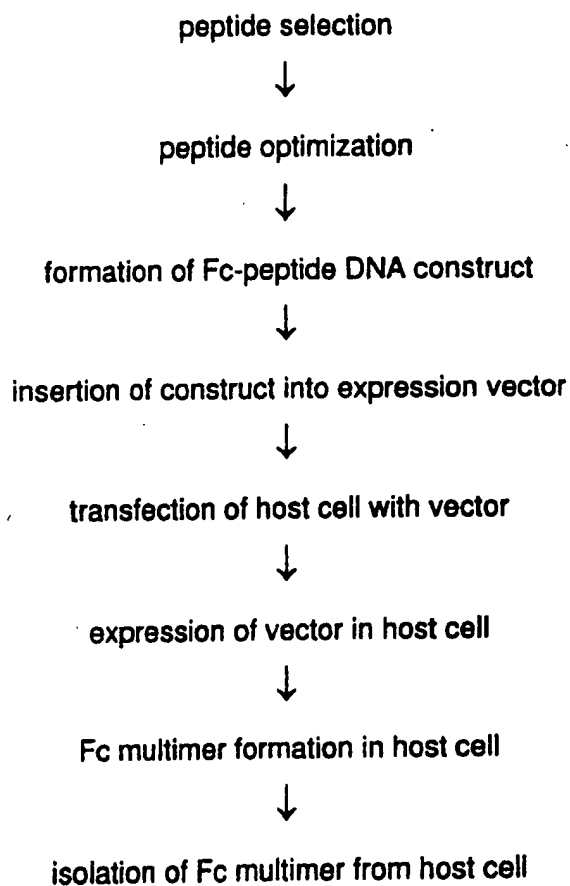 peptide selection
↓
peptide optimization
↓
formation of Fc-peptide DNA construct
↓
insertion of construct into expression vector
↓
transfection of host cell with vector
↓
expression of vector in host cell
↓
Fc multimer formation in host cell
↓
isolation of Fc multimer from host cell